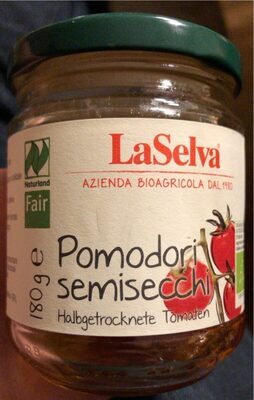 LaSelva
AZIENDA BIOAGRICOLA DAL 1980
Naturland
Fair
Pomodori
semisecchi
Halbgetrocknete Tomaten
180g e